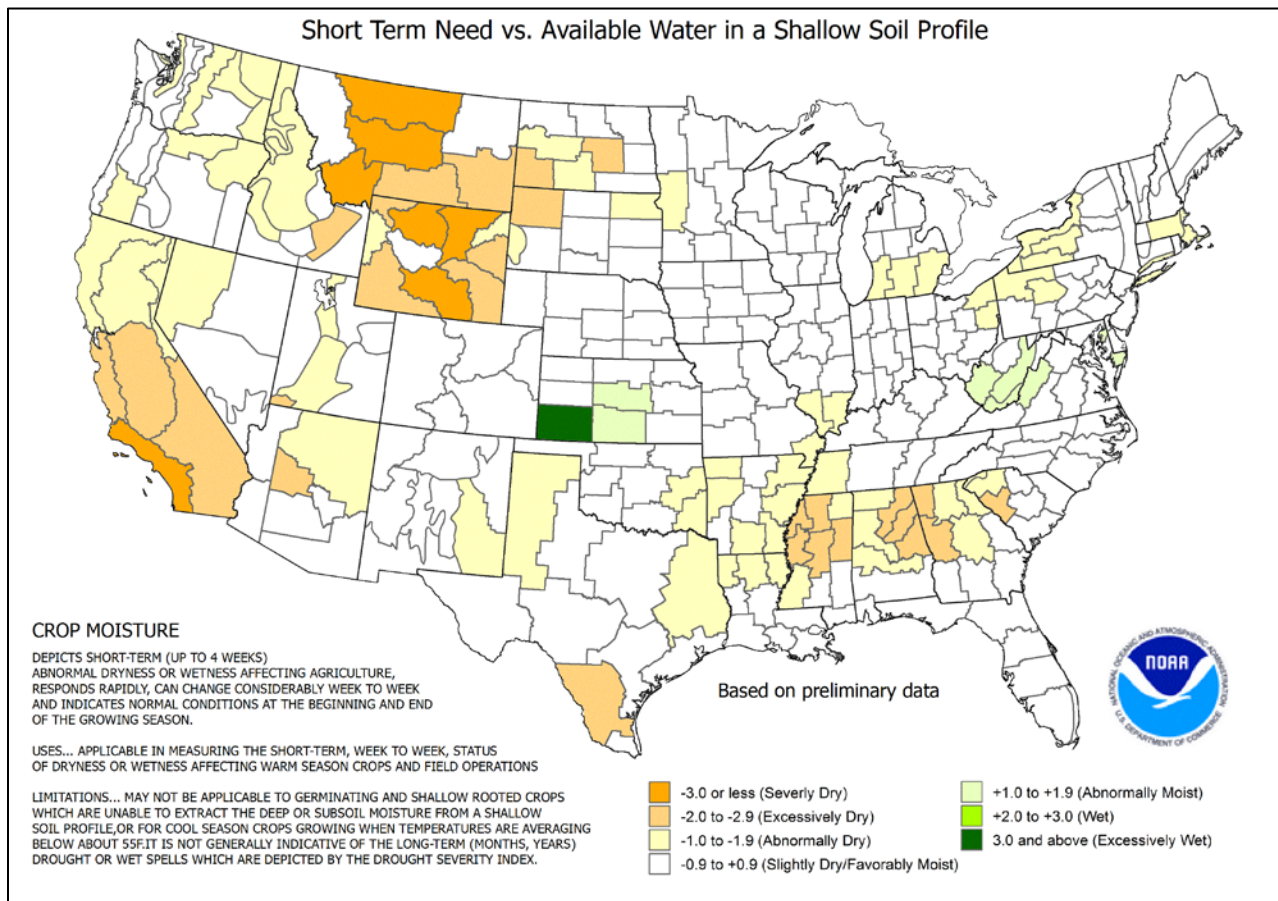 Short Term Need vs. Available Water in a Shallow Soil Profile
CROP MOISTURE
DEPICTS SHORT-TERM (UP TO 4 WEEKS)
ABNORMAL DRYNESS OR WETNESS AFFECTING AGRICULTURE,
RESPONDS RAPIDLY, CAN CHANGE CONSIDERABLY WEEK TO WEEK
AND INDICATES NORMAL CONDITIONS AT THE BEGINNING AND END
OF THE GROWING SEASON.
USES... APPLICABLE IN MEASURING THE SHORT-TERM, WEEK TO WEEK, STATUS
OF DRYNESS OR WETNESS AFFECTING WARM SEASON CROPS AND FIELD OPERATIONS
LIMITATIONS... MAY NOT BE APPLICABLE TO GERMINATING AND SHALLOW ROOTED CROPS
WHICH ARE UNABLE TO EXTRACT THE DEEP OR SUBSOIL MOISTURE FROM A SHALLOW
SOIL PROFILE,OR FOR COOL SEASON CROPS GROWING WHEN TEMPERATURES ARE AVERAGING
BELOW ABOUT 55F.IT IS NOT GENERALLY INDICATIVE OF THE LONG-TERM (MONTHS, YEARS)
DROUGHT OR WET SPELLS WHICH ARE DEPICTED BY THE DROUGHT SEVERITY INDEX.
Based on preliminary data
NATIONAL OCEANIC AND ATMOSPHERIC ADMINISTRATION
NOAA
U.S. DEPARTMENT OF COMMERCE
-3.0 or less (Severly Dry)
-2.0 to -2.9 (Excessively Dry)
-1.0 to -1.9 (Abnormally Dry)
-0.9 to +0.9 (Slightly Dry/Favorably Moist)
+1.0 to +1.9 (Abnormally Moist)
+2.0 to +3.0 (Wet)
3.0 and above (Excessively Wet)